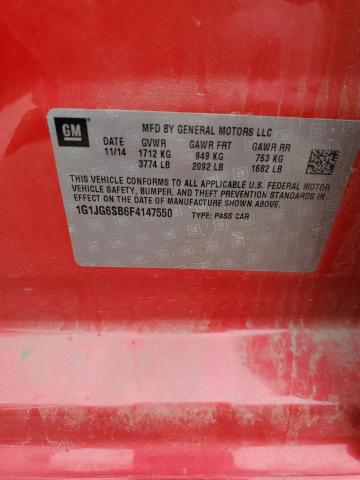 GM
MFD BY GENERAL MOTORS LLC
DATE GVWR GAWR FRT GAWR RR
11/14 1712 KG 949 KG 763 KG
3774 LB 2092 LB 1682 LB
THIS VEHICLE CONFORMS TO ALL APPLICABLE U.S. FEDERAL MOTOR
VEHICLE SAFETY, BUMPER, AND THEFT PREVENTION STANDARDS IN
EFFECT ON THE DATE OF MANUFACTURE SHOWN ABOVE.
1G1JG6SB6F4147550 TYPE: PASS CAR